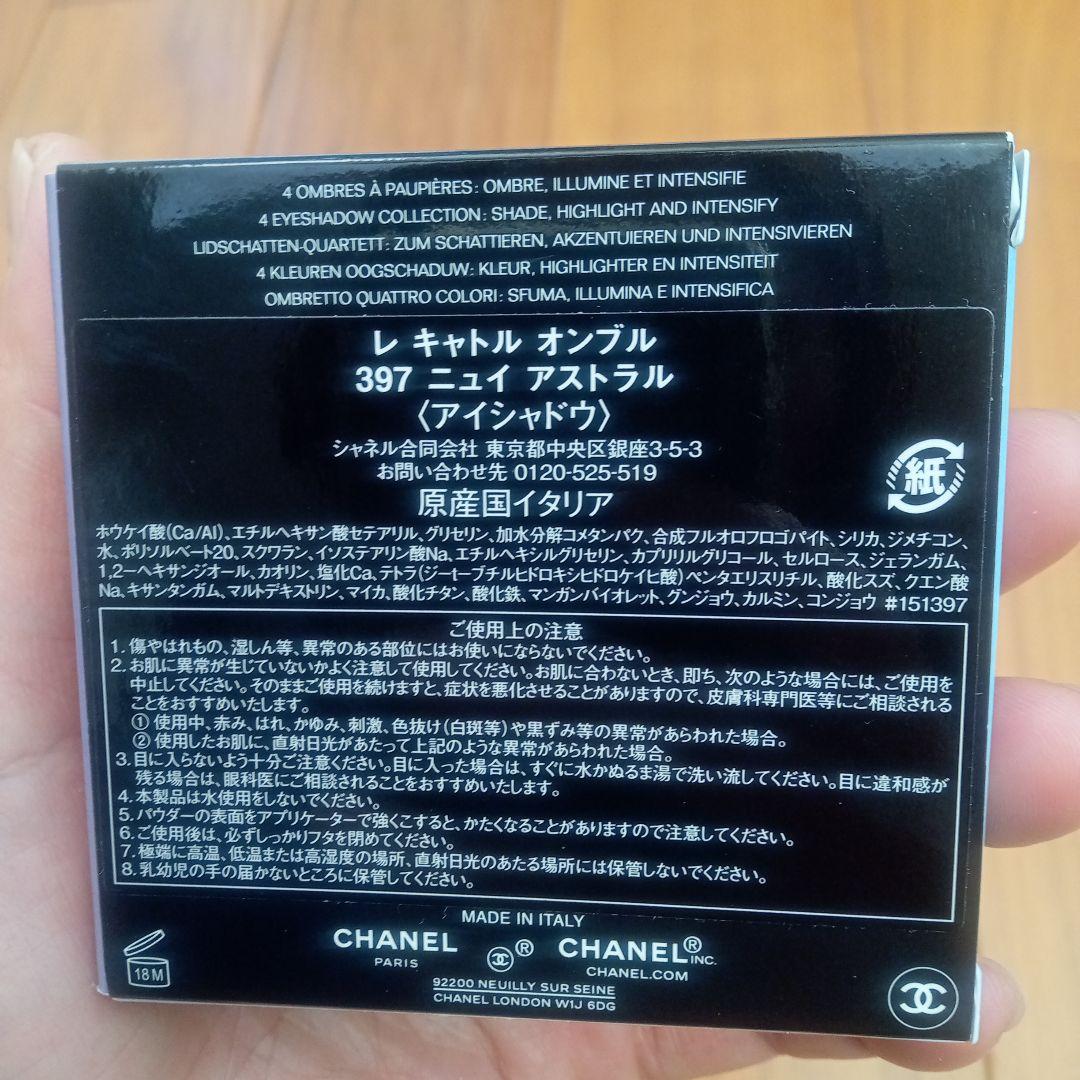 4 OMBRES À PAUPIÈRES : OMBRE, ILLUMINE ET INTENSIFIE
4 EYESHADOW COLLECTION : SHADE, HIGHLIGHT AND INTENSIFY
LIDSCHATTEN-QUARTETT : ZUM SCHATTIEREN, AKZENTUIEREN UND INTENSIVIEREN
4 KLEUREN OOGSCHADUW : KLEUR, HIGHLIGHTER EN INTENSITEIT
OMBRETTO QUATTRO COLORI : SFUMA, ILLUMINA E INTENSIFICA
レ キャトル オンブル
397 ニュイ アストラル
〈アイシャドウ〉
シャネル合同会社 東京都中央区銀座3-5-3
お問い合わせ先 0120-525-519
原産国イタリア
紙
ホウケイ酸(Ca/Al)、エチルヘキサン酸セテアリル、グリセリン、加水分解コメタンパク、合成フルオロフロゴパイト、シリカ、ジメチコン、
水、ポリソルベート20、スクワラン、イソステアリン酸Na、エチルヘキシルグリセリン、カプリリルグリコール、セルロース、ジェランガム、
1,2-ヘキサンジオール、カオリン、塩化Ca、テトラ(ジ-t-ブチルヒドロキシヒドロケイヒ酸)ペンタエリスリチル、酸化スズ、クエン酸
Na、キサンタンガム、マルトデキストリン、マイカ、酸化チタン、酸化鉄、マンガンバイオレット、グンジョウ、カルミン、コンジョウ #151397
ご使用上の注意
1. 傷やはれもの、湿しん等、異常のある部位にはお使いにならないでください。
2. お肌に異常が生じていないかよく注意して使用してください。お肌に合わないとき、即ち、次のような場合には、ご使用を
中止してください。そのままご使用を続けますと、症状を悪化させることがありますので、皮膚科専門医等にご相談される
ことをおすすめいたします。
① 使用中、赤み、はれ、かゆみ、刺激、色抜け(白斑等)や黒ずみ等の異常があらわれた場合。
② 使用したお肌に、直射日光があたって上記のような異常があらわれた場合。
3. 目に入らないよう十分ご注意ください。目に入った場合は、すぐに水かぬるま湯で洗い流してください。目に違和感が
残る場合は、眼科医にご相談されることをおすすめいたします。
4. 本製品は水使用をしないでください。
5. パウダーの表面をアプリケーターで強くこすると、かたくなることがありますので注意してください。
6. ご使用後は、必ずしっかりフタを閉めてください。
7. 極端に高温、低温または高湿度の場所、直射日光のあたる場所には保管しないでください。
8. 乳幼児の手の届かないところに保管してください。
MADE IN ITALY
CHANEL ® CHANEL® INC.
PARIS CHANEL.COM
92200 NEUILLY SUR SEINE
CHANEL LONDON W1J 6DG
18M